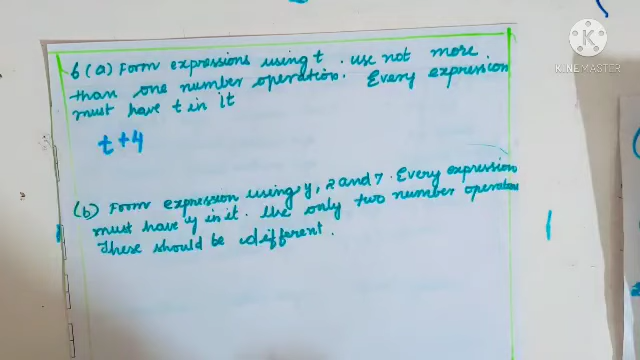 6 (a) Form expressions using t. use not more
than one number operation. Every expression
must have t in it
t+4
(b) Form expression using y, 2 and 7. Every expression
must have y in it. Use only two number operation
These should be different.
KINEMASTER